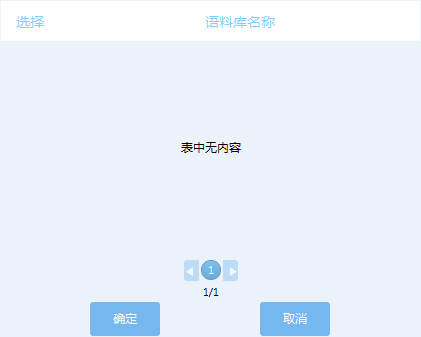 选择 语料库名称
表中无内容
1
1/1
确定 取消